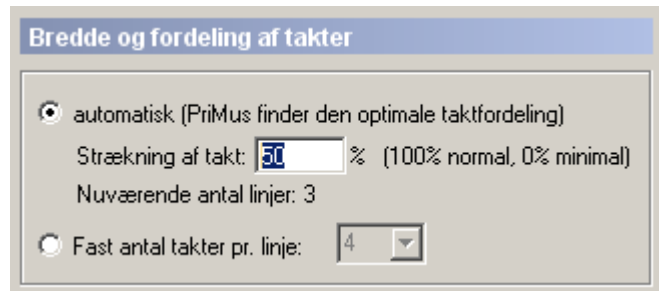 Bredde og fordeling af takter
automatisk (PriMus finder den optimale taktfordeling)
Strækning af takt: 50 % (100% normal, 0% minimal)
Nuværende antal linjer: 3
Fast antal takter pr. linje: 4